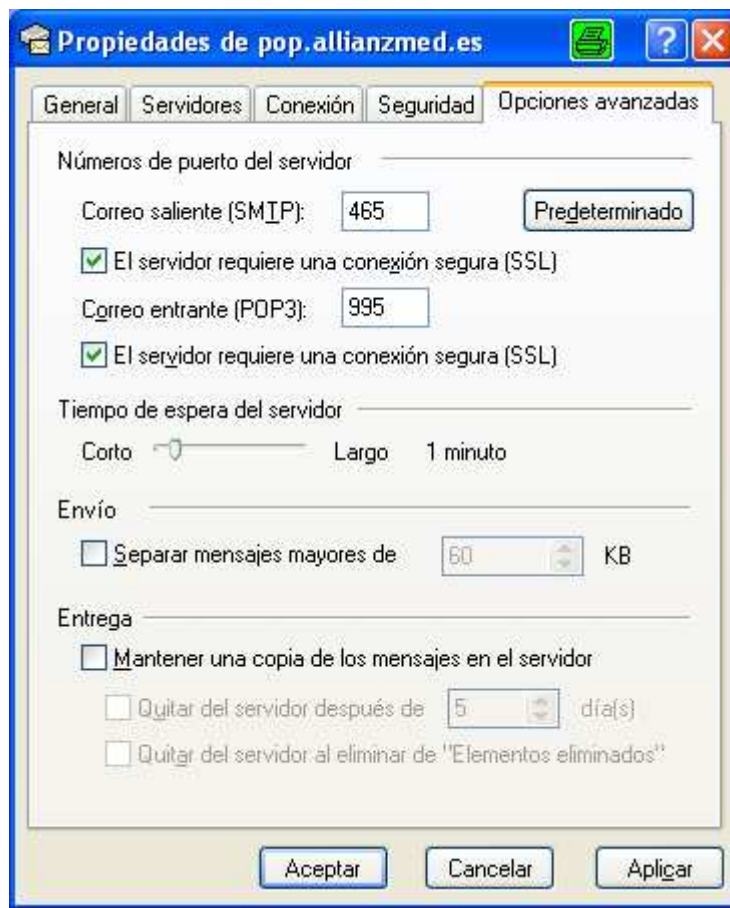 Propiedades de pop.allianzmed.es
General Servidores Conexión Seguridad Opciones avanzadas
Números de puerto del servidor
Correo saliente (SMTP): 465 Predeterminado
El servidor requiere una conexión segura (SSL)
Correo entrante (POP3): 995
El servidor requiere una conexión segura (SSL)
Tiempo de espera del servidor
Corto Largo 1 minuto
Envío
Separar mensajes mayores de 60 KB
Entrega
Mantener una copia de los mensajes en el servidor
Quitar del servidor después de 5 día(s)
Quitar del servidor al eliminar de "Elementos eliminados"
Aceptar Cancelar Aplicar